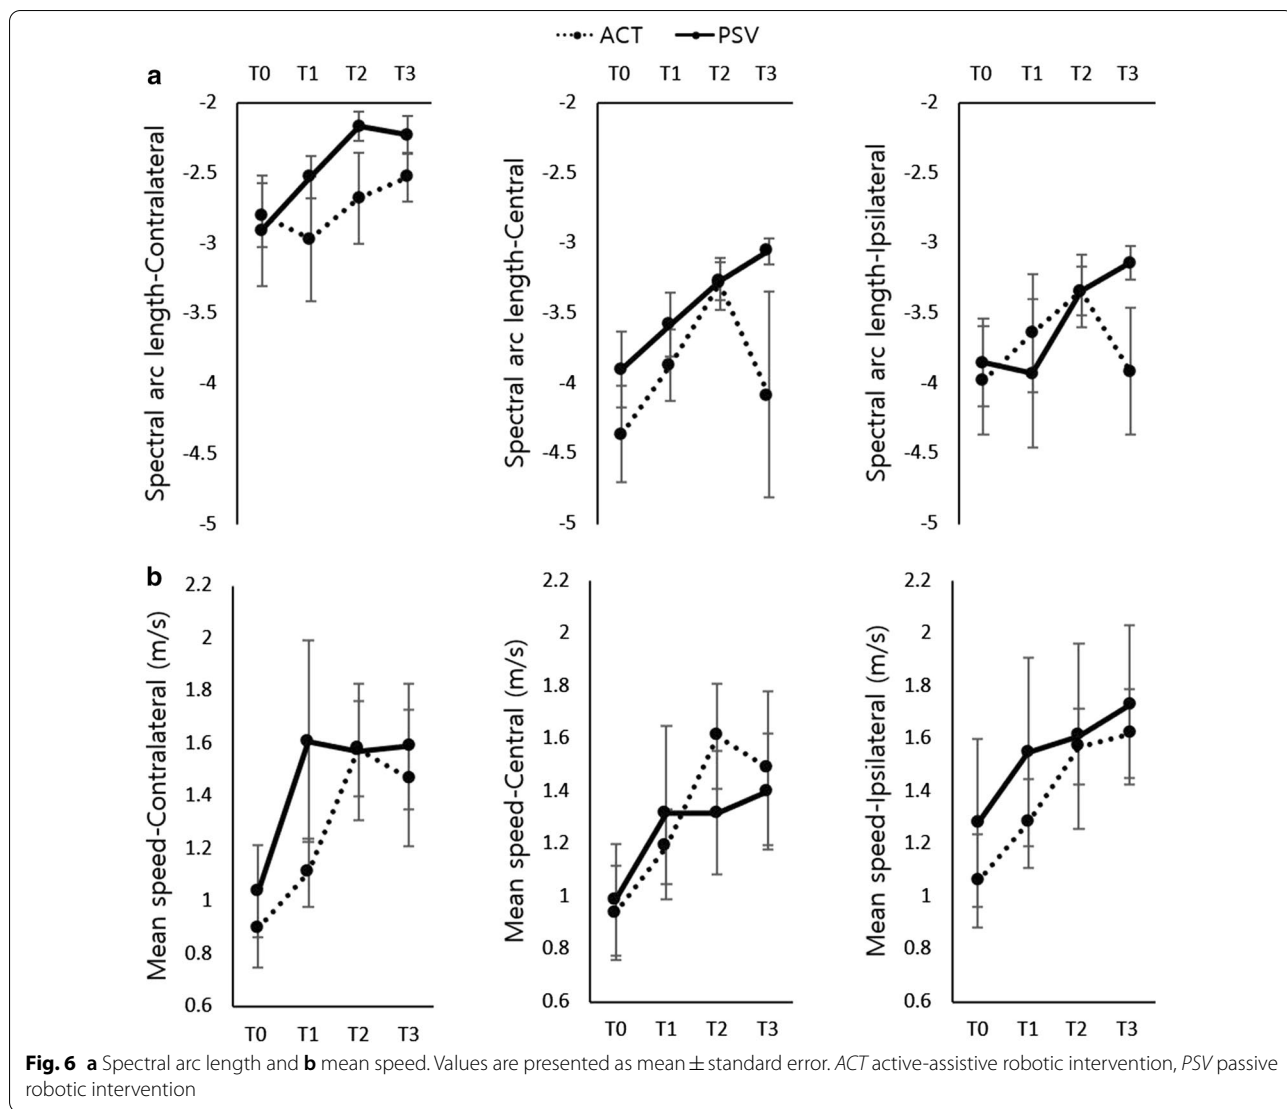 ACT PSV
a
T0 T1 T2 T3
-2
-2.5
-3
-3.5
-4
-4.5
-5
Spectral arc length-Contralateral
T0 T1 T2 T3
-2
-2.5
-3
-3.5
-4
-4.5
-5
Spectral arc length-Central
T0 T1 T2 T3
-2
-2.5
-3
-3.5
-4
-4.5
-5
Spectral arc length-Ipsilateral
b
2.2
2
1.8
1.6
1.4
1.2
1
0.8
0.6
Mean speed-Contralateral (m/s)
T0 T1 T2 T3
2.2
2
1.8
1.6
1.4
1.2
1
0.8
0.6
Mean speed-Central (m/s)
T0 T1 T2 T3
2.2
2
1.8
1.6
1.4
1.2
1
0.8
0.6
Mean speed-Ipsilateral (m/s)
T0 T1 T2 T3
Fig. 6 a Spectral arc length and b mean speed. Values are presented as mean ± standard error. ACT active-assistive robotic intervention, PSV passive
robotic intervention